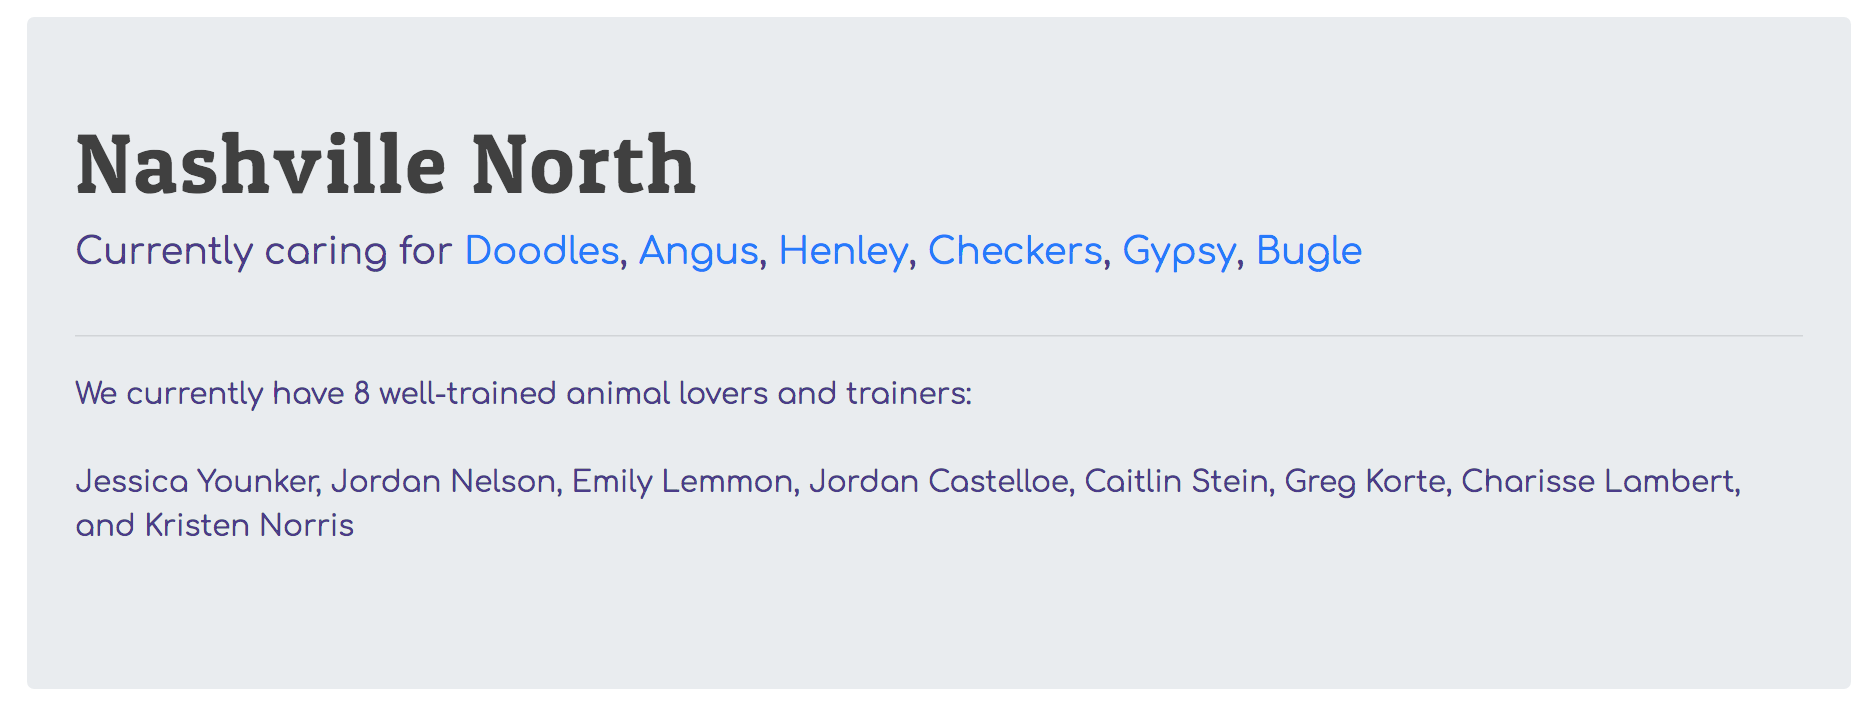 Nashville North
Currently caring for Doodles, Angus, Henley, Checkers, Gypsy, Bugle
We currently have 8 well-trained animal lovers and trainers:
Jessica Younker, Jordan Nelson, Emily Lemmon, Jordan Castelloe, Caitlin Stein, Greg Korte, Charisse Lambert,
and Kristen Norris